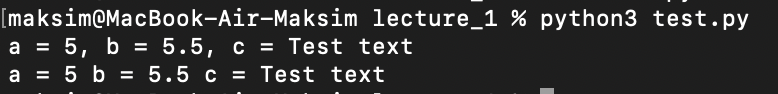 [maksim@MacBook-Air-Maksim lecture_1 % python3 test.py
a = 5, b = 5.5, c = Test text
a = 5 b = 5.5 c = Test text